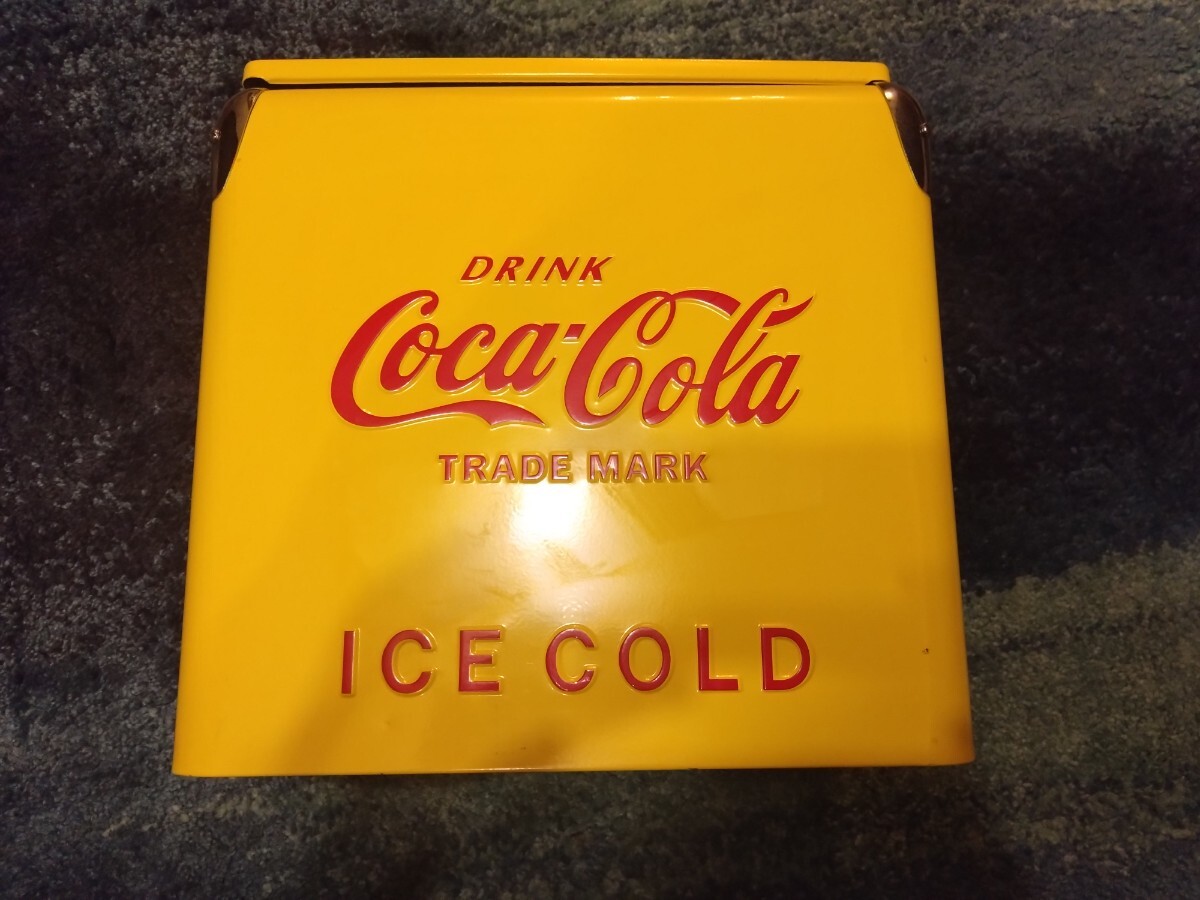 DRINK
Coca-Cola
TRADE MARK
ICE COLD